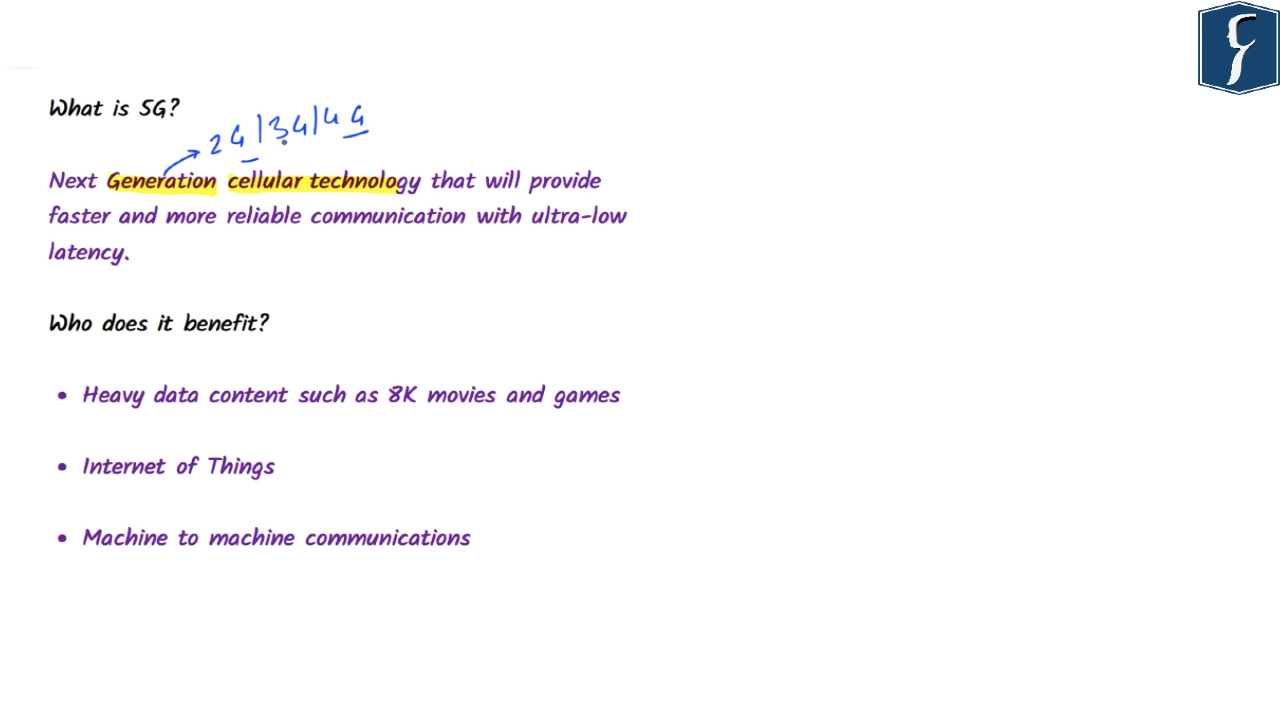 What is 5G?
2G|3G|4G
Next Generation cellular technology that will provide
faster and more reliable communication with ultra-low
latency.
Who does it benefit?
• Heavy data content such as 8K movies and games
• Internet of Things
• Machine to machine communications